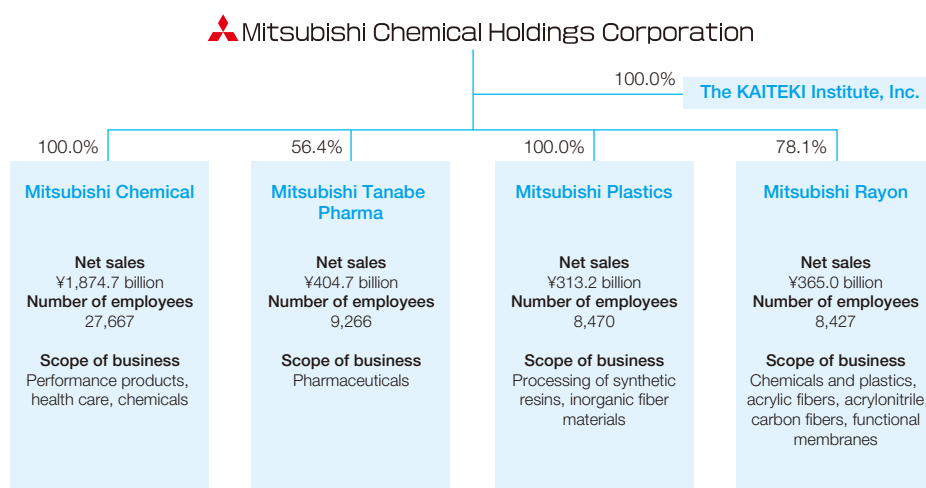 Mitsubishi Chemical Holdings Corporation
100.0%
The KAITEKI Institute, Inc.
100.0%
56.4%
100.0%
78.1%
Mitsubishi Chemical
Net sales
¥1,874.7 billion
Number of employees
27,667
Scope of business
Performance products,
health care, chemicals
Mitsubishi Tanabe
Pharma
Net sales
¥404.7 billion
Number of employees
9,266
Scope of business
Pharmaceuticals
Mitsubishi Plastics
Net sales
¥313.2 billion
Number of employees
8,470
Scope of business
Processing of synthetic
resins, inorganic fiber
materials
Mitsubishi Rayon
Net sales
¥365.0 billion
Number of employees
8,427
Scope of business
Chemicals and plastics,
acrylic fibers, acrylonitrile,
carbon fibers, functional
membranes